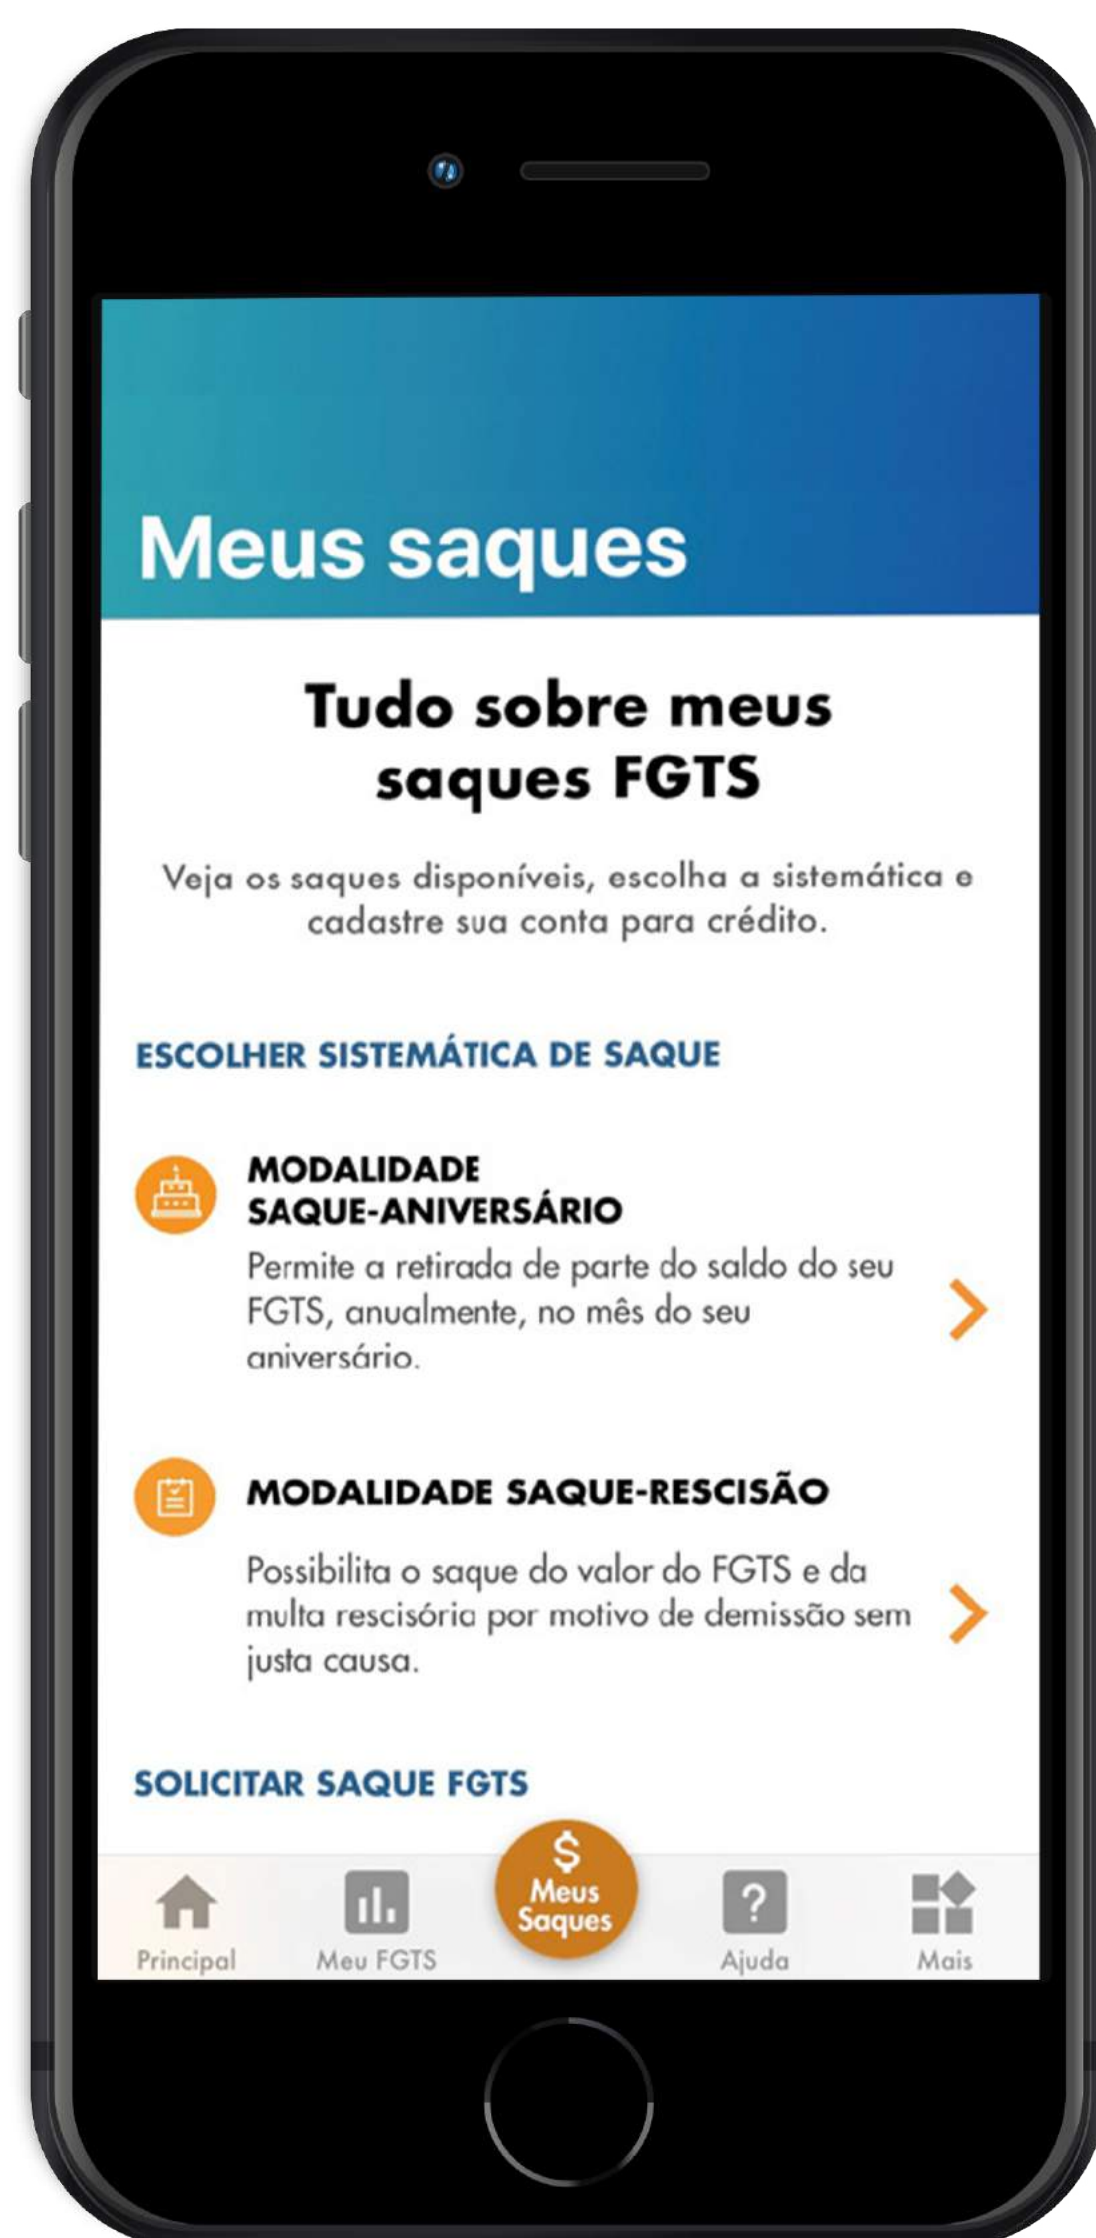 Meus saques
Tudo sobre meus
saques FGTS
Veja os saques disponíveis, escolha a sistemática e
cadastre sua conta para crédito.
ESCOLHER SISTEMÁTICA DE SAQUE
MODALIDADE
SAQUE-ANIVERSÁRIO
Permite a retirada de parte do saldo do seu
FGTS, anualmente, no mês do seu
aniversário.
MODALIDADE SAQUE-RESCISÃO
Possibilita o saque do valor do FGTS e da
multa rescisória por motivo de demissão sem
justa causa.
SOLICITAR SAQUE FGTS
Principal
Meu FGTS
$
Meus
Saques
?
Ajuda
Mais